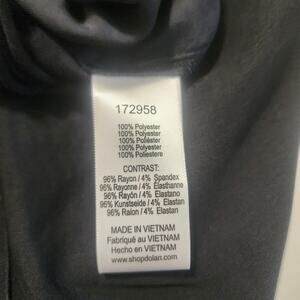 172958
100% Polyester
100% Polyester
100% Poliéster
100% Polyester
100% Poliestere
CONTRAST:
96% Rayon / 4% Spandex
96% Rayonne / 4% Elasthanne
96% Rayón / 4% Elastano
96% Kunstseide / 4% Elastan
96% Raion / 4% Elastan
MADE IN VIETNAM
Fabriqué au VIETNAM
Hecho en VIETNAM
www.shopdolan.com